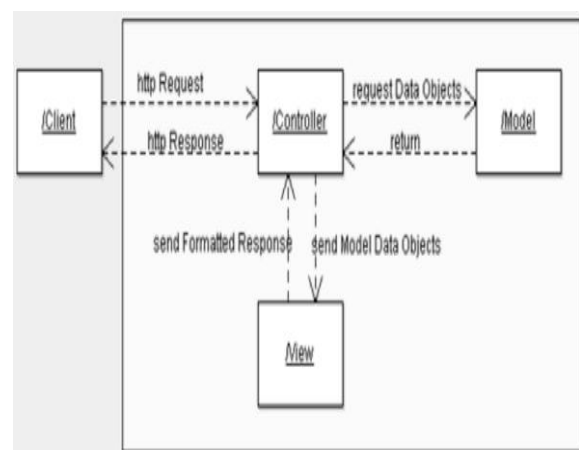 http Request
request Data Objects
/Client
/Controller
/Model
http Response
return
send Formatted Response
send Model Data Objects
/View